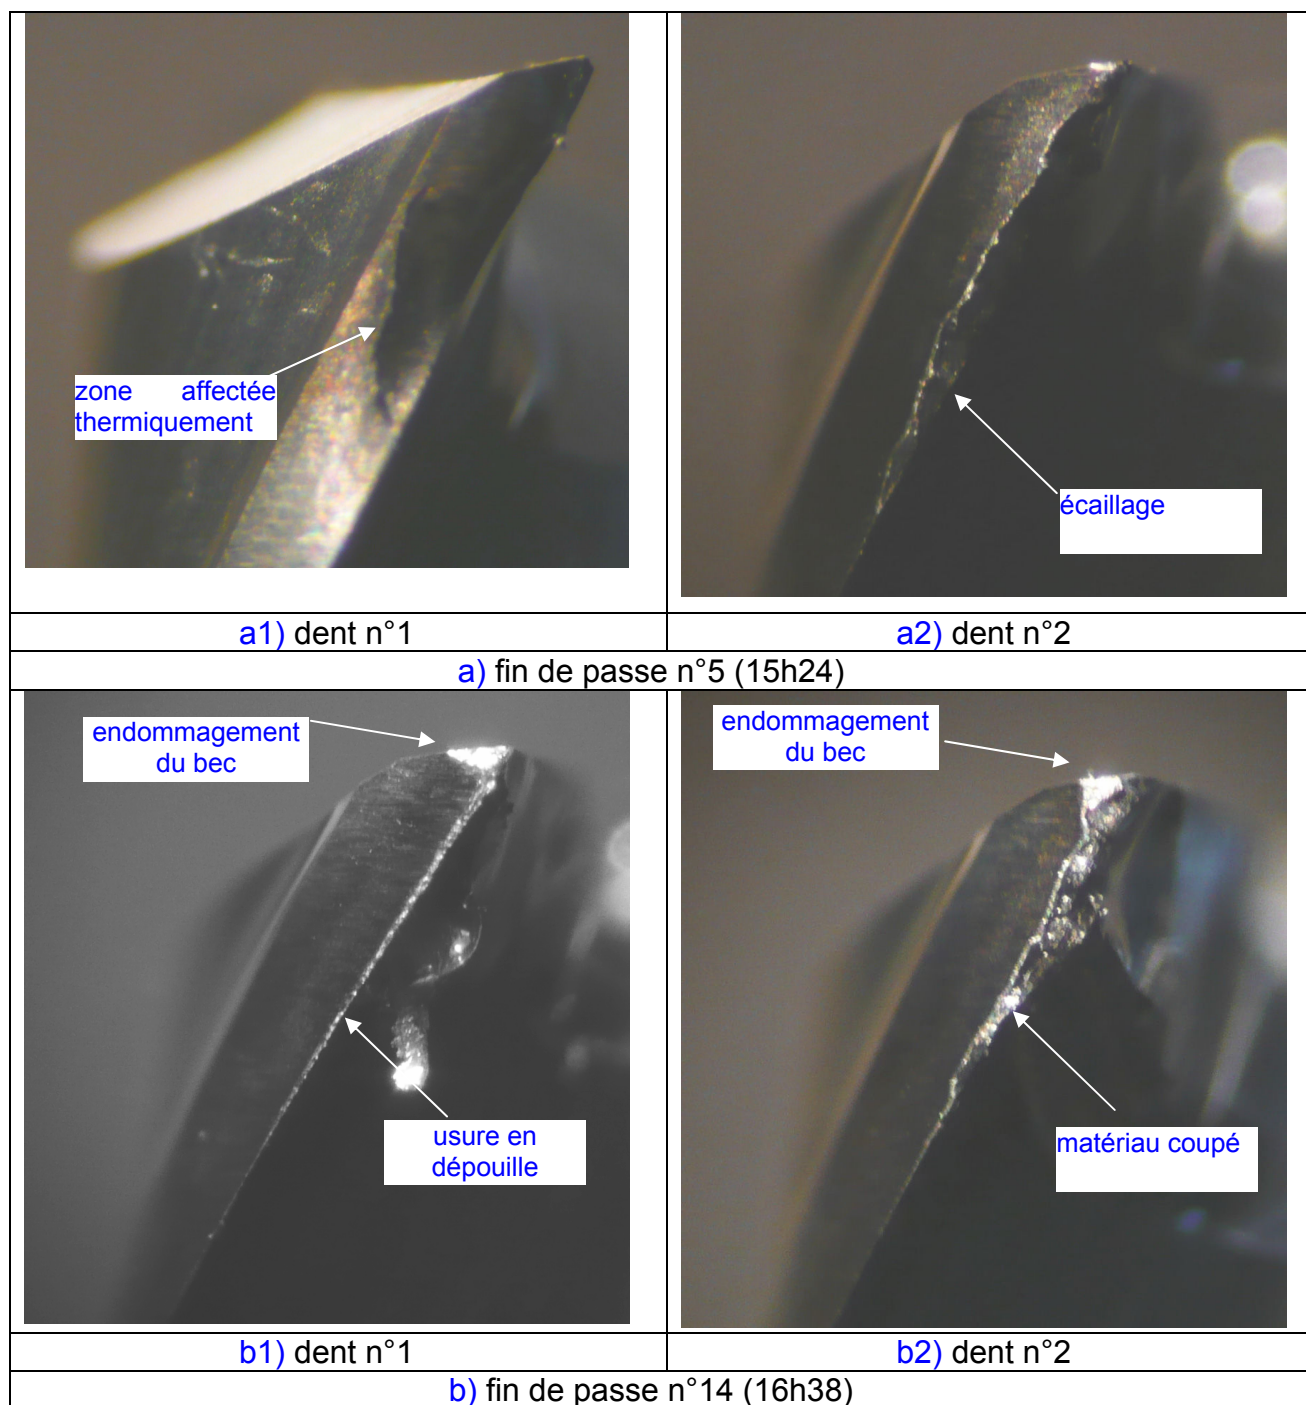 zone affectée
thermiquement
écaillage
a1) dent n°1
a2) dent n°2
a) fin de passe n°5 (15h24)
endommagement
du bec
endommagement
du bec
usure en
dépouille
matériau coupé
b1) dent n°1
b2) dent n°2
b) fin de passe n°14 (16h38)